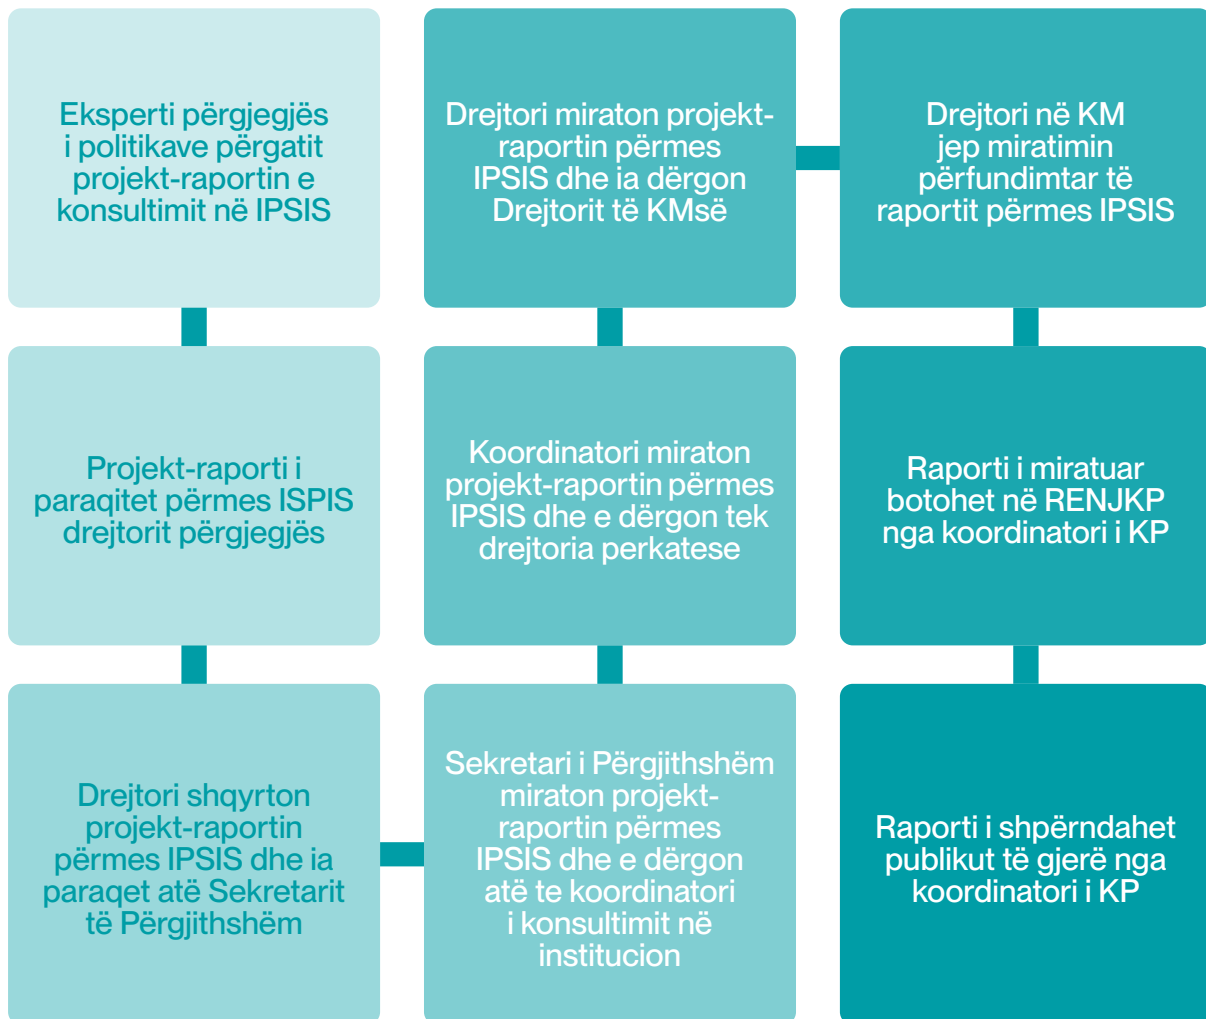 Eksperti përgjegjës
i politikave përgatit
projekt-raportin e
konsultimit në IPSIS
Projekt-raporti i
paraqitet përmes ISPIS
drejtorit përgjegjës
Drejtori shqyrton
projekt-raportin
përmes IPSIS dhe ia
paraqet atë Sekretarit
të Përgjithshëm
Sekretari i Përgjithshëm
miraton projekt-
raportin përmes
IPSIS dhe e dërgon
atë te koordinatori
i konsultimit në
institucion
Koordinatori miraton
projekt-raportin përmes
IPSIS dhe e dërgon tek
drejtoria perkatese
Drejtori miraton projekt-
raportin përmes
IPSIS dhe ia dërgon
Drejtorit të KMsë
Drejtori në KM
jep miratimin
përfundimtar të
raportit përmes IPSIS
Raporti i miratuar
botohet në RENJKP
nga koordinatori i KP
Raporti i shpërndahet
publikut të gjerë nga
koordinatori i KP